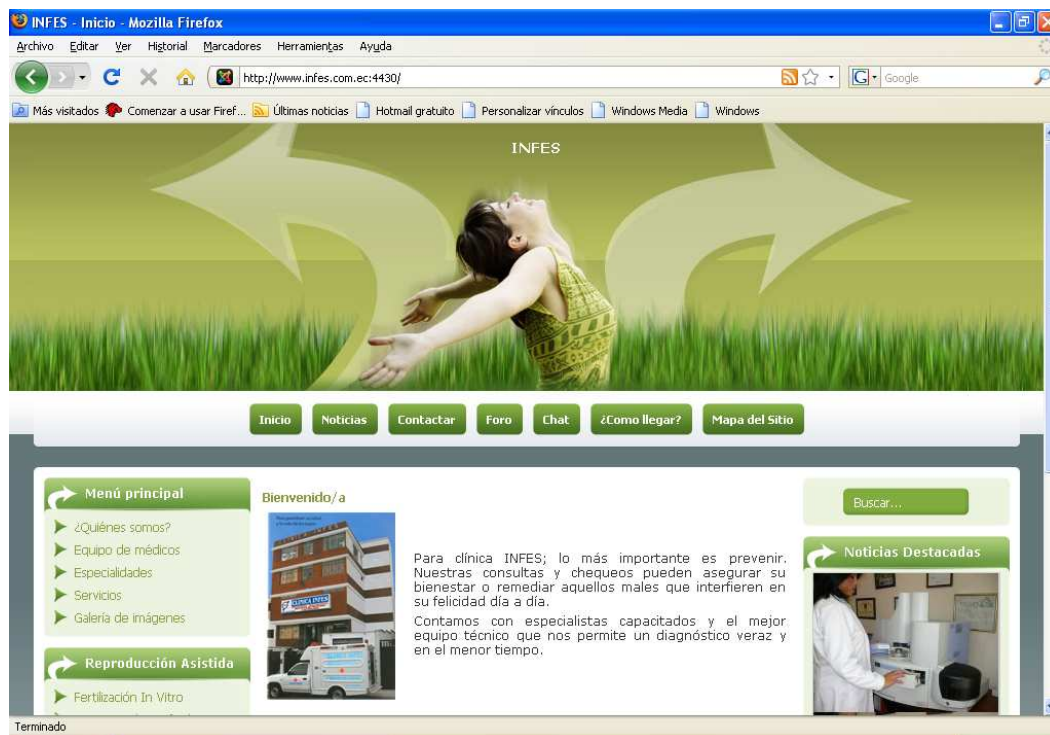 INFES - Inicio - Mozilla Firefox
Archivo Editar Ver Historial Marcadores Herramientas Ayuda
http://www.infes.com.ec:4430/
Google
Más visitados Comenzar a usar Firef... Últimas noticias Hotmail gratuito Personalizar vínculos Windows Media Windows
INFES
Inicio Noticias Contactar Foro Chat ¿Como llegar? Mapa del Sitio
Menú principal
¿Quiénes somos?
Equipo de médicos
Especialidades
Servicios
Galería de imágenes
Reproducción Asistida
Fertilización In Vitro
Bienvenido/a
CLINICA INFES
Para clínica INFES; lo más importante es prevenir.
Nuestras consultas y chequeos pueden asegurar su
bienestar o remediar aquellos males que interfieren en
su felicidad día a día.
Contamos con especialistas capacitados y el mejor
equipo técnico que nos permite un diagnóstico veraz y
en el menor tiempo.
Buscar...
Noticias Destacadas
Terminado